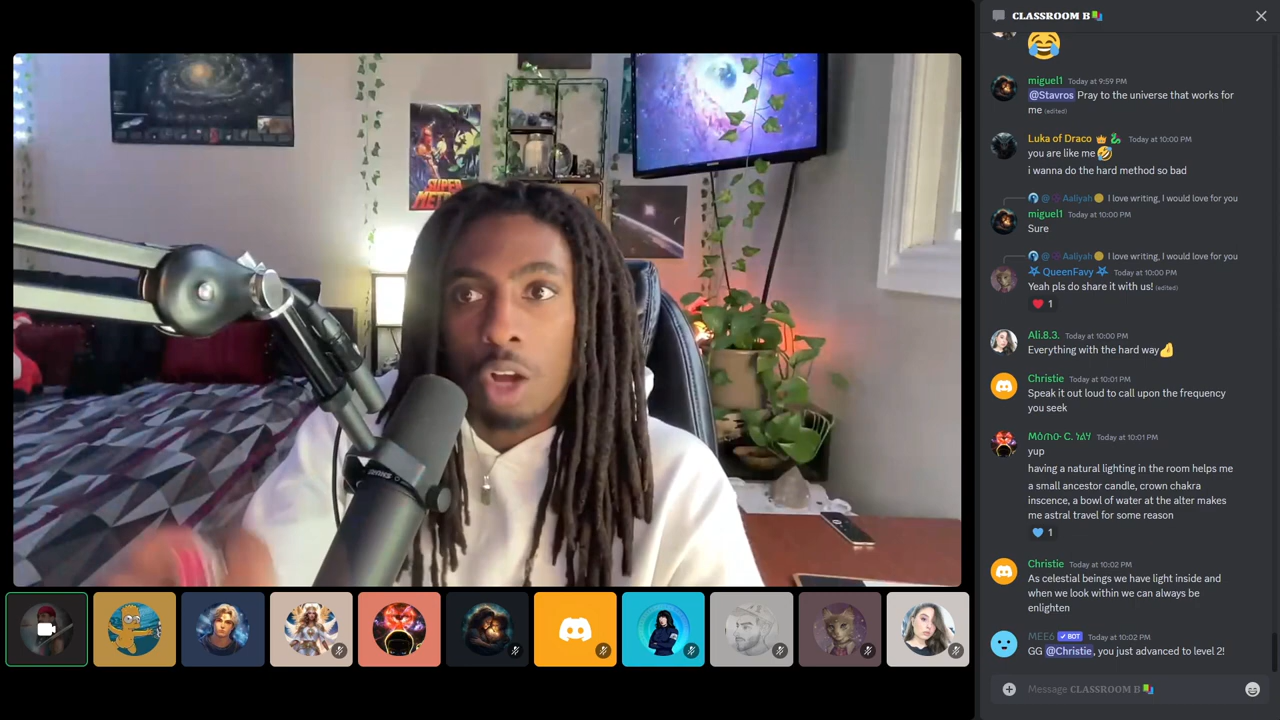 CLASSROOM B
miguel1 Today at 9:59 PM
@Stavros Pray to the universe that works for
me (edited)
Luka of Draco Today at 10:00 PM
you are like me
i wanna do the hard method so bad
@ Aaliyah I love writing, I would love for you
miguel1 Today at 10:00 PM
Sure
@ Aaliyah I love writing, I would love for you
QueenFavy Today at 10:00 PM
Yeah pls do share it with us! (edited)
1
Ali.8.3. Today at 10:00 PM
Everything with the hard way
Christie Today at 10:01 PM
Speak it out loud to call upon the frequency
you seek
Today at 10:01 PM
yup
having a natural lighting in the room helps me
a small ancestor candle, crown chakra
inscence, a bowl of water at the alter makes
me astral travel for some reason
1
Christie Today at 10:02 PM
As celestial beings we have light inside and
when we look within we can always be
enlighten
MEE6 ✓ BOT Today at 10:02 PM
GG @Christie, you just advanced to level 2!
Message CLASSROOM B
SUPER